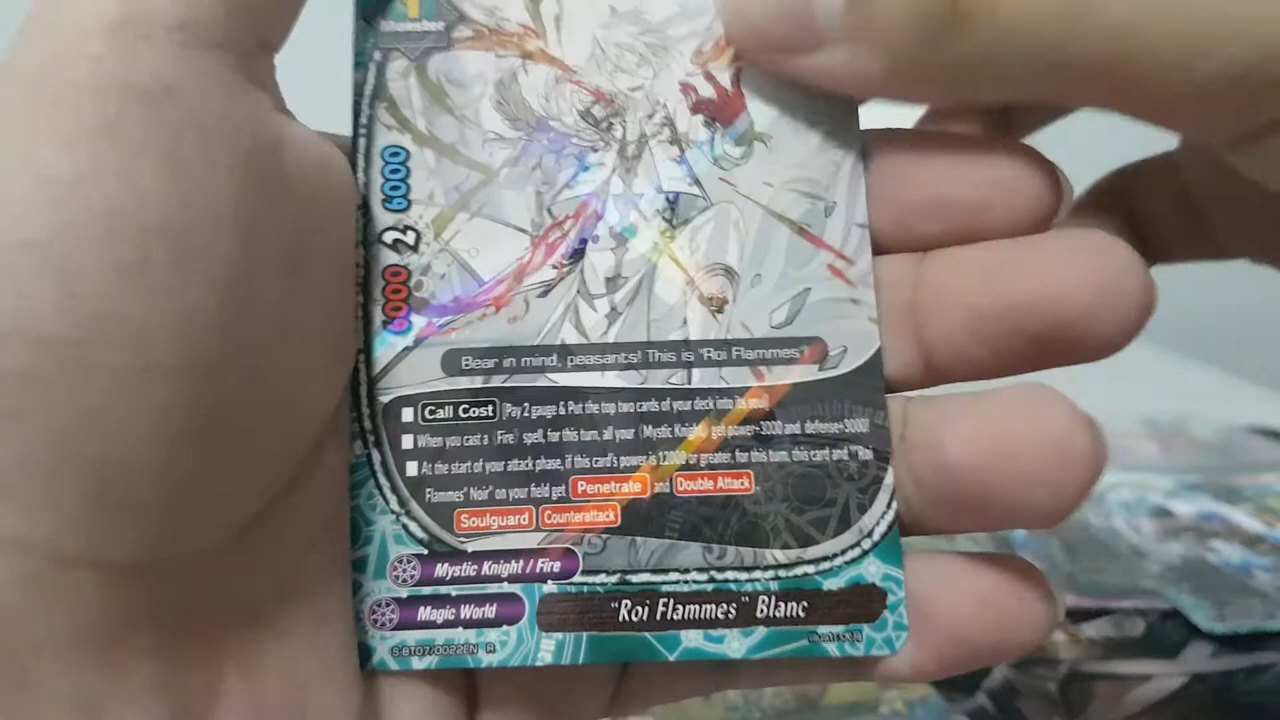 Monster
6000 2 6000
Bear in mind, peasants! This is "Roi Flammes"
Call Cost [Pay 2 gauge & Put the top two cards of your deck into its soul]
When you cast a 《Fire》 spell, for this turn, all your 《Mystic Knight》 get power+3000 and defense+3000!
At the start of your attack phase, if this card's power is 12000 or greater, for this turn, this card and "Roi
Flammes" Noir" on your field get Penetrate and Double Attack.
Soulguard Counterattack
Mystic Knight / Fire
Magic World
"Roi Flammes" Blanc
S-BT07/0022EN R